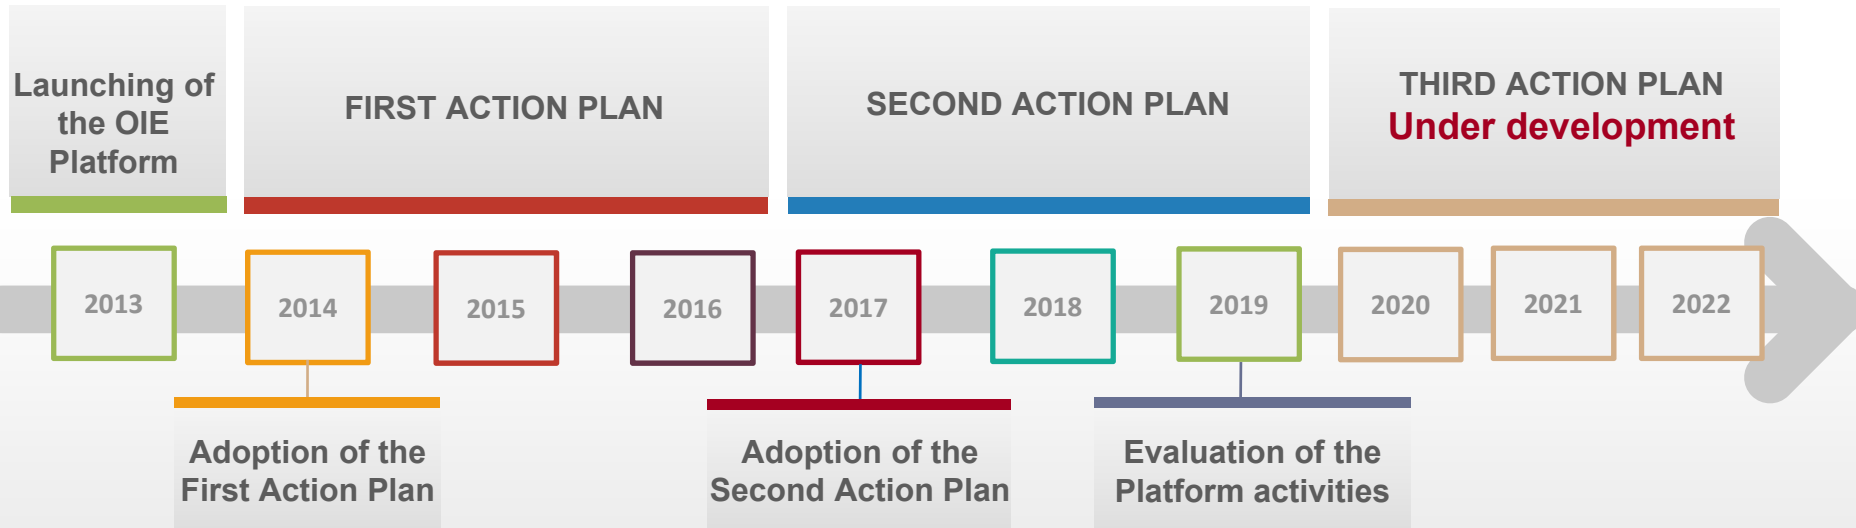 Launching of
the OIE
Platform
FIRST ACTION PLAN
SECOND ACTION PLAN
THIRD ACTION PLAN
Under development
2013
2014
2015
2016
2017
2018
2019
2020
2021
2022
Adoption of the
First Action Plan
Adoption of the
Second Action Plan
Evaluation of the
Platform activities